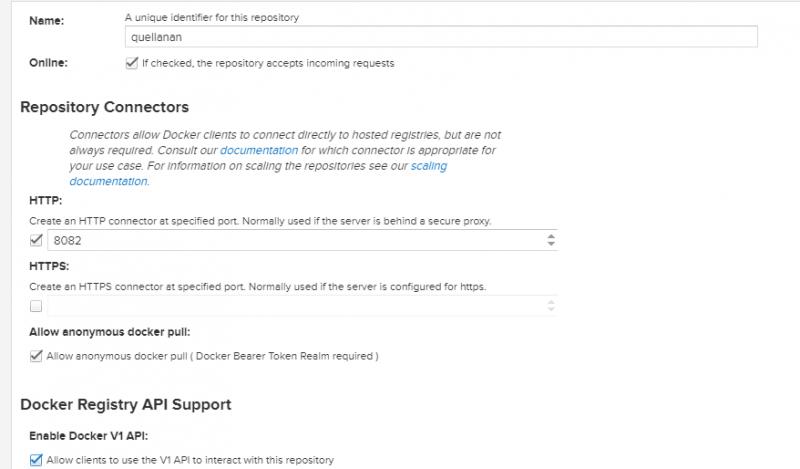 Name:
A unique identifier for this repository
quellanan
Online:
If checked, the repository accepts incoming requests
Repository Connectors
Connectors allow Docker clients to connect directly to hosted registries, but are not
always required. Consult our documentation for which connector is appropriate for
your use case. For information on scaling the repositories see our scaling
documentation.
HTTP:
Create an HTTP connector at specified port. Normally used if the server is behind a secure proxy.
8082
HTTPS:
Create an HTTPS connector at specified port. Normally used if the server is configured for https.
Allow anonymous docker pull:
Allow anonymous docker pull ( Docker Bearer Token Realm required )
Docker Registry API Support
Enable Docker V1 API:
Allow clients to use the V1 API to interact with this repository